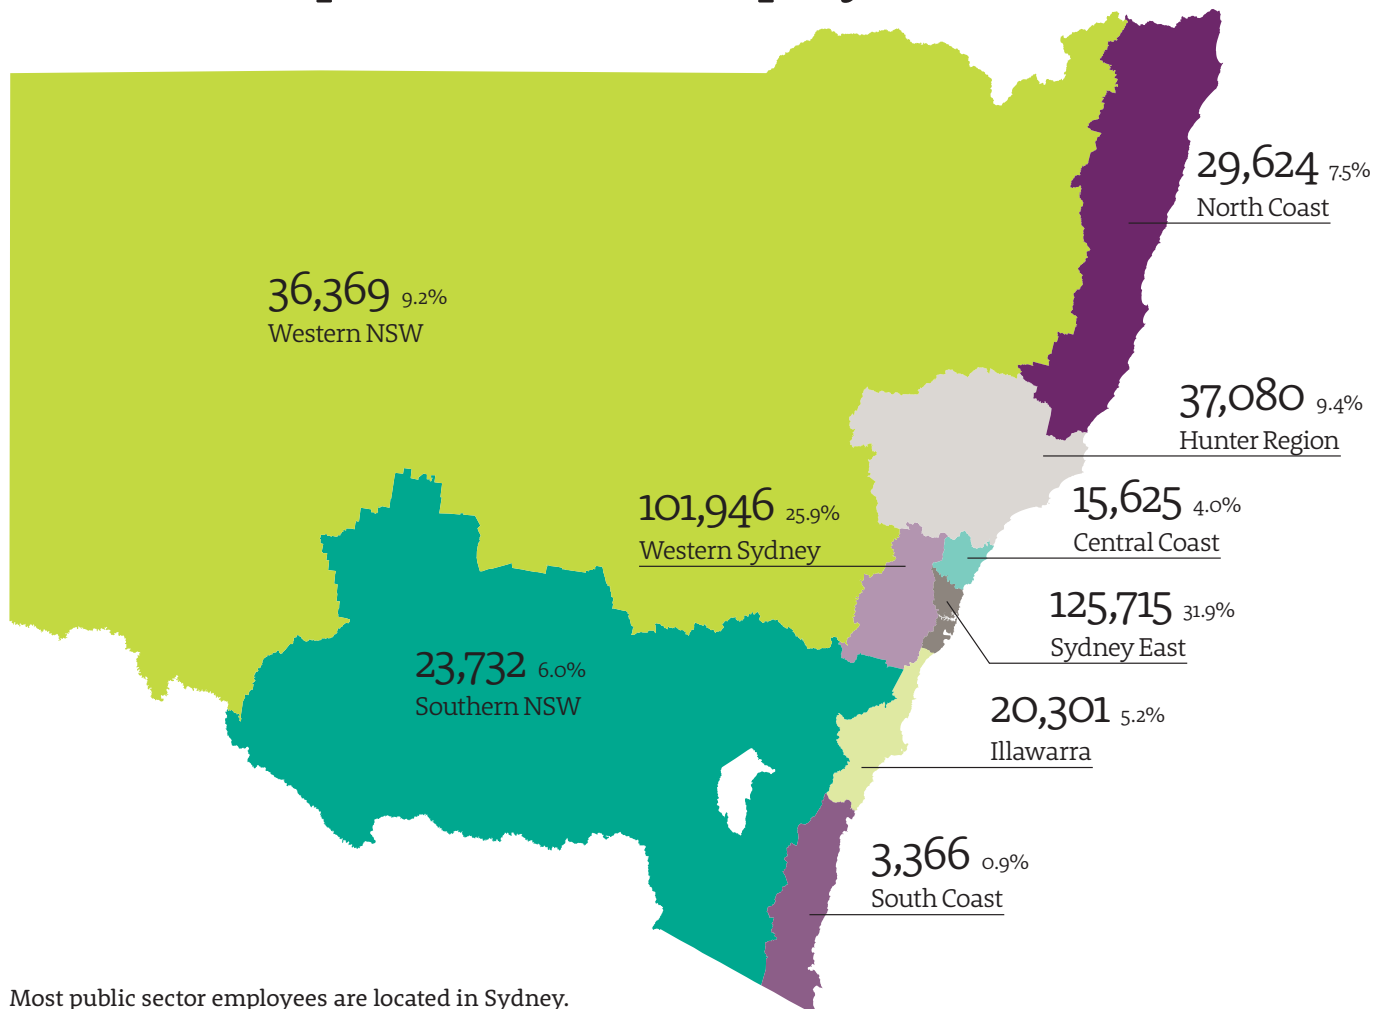 29,624 7.5%
North Coast
36,369 9.2%
Western NSW
37,080 9.4%
Hunter Region
101,946 25.9%
Western Sydney
15,625 4.0%
Central Coast
125,715 31.9%
Sydney East
23,732 6.0%
Southern NSW
20,301 5.2%
Illawarra
3,366 0.9%
South Coast
Most public sector employees are located in Sydney.